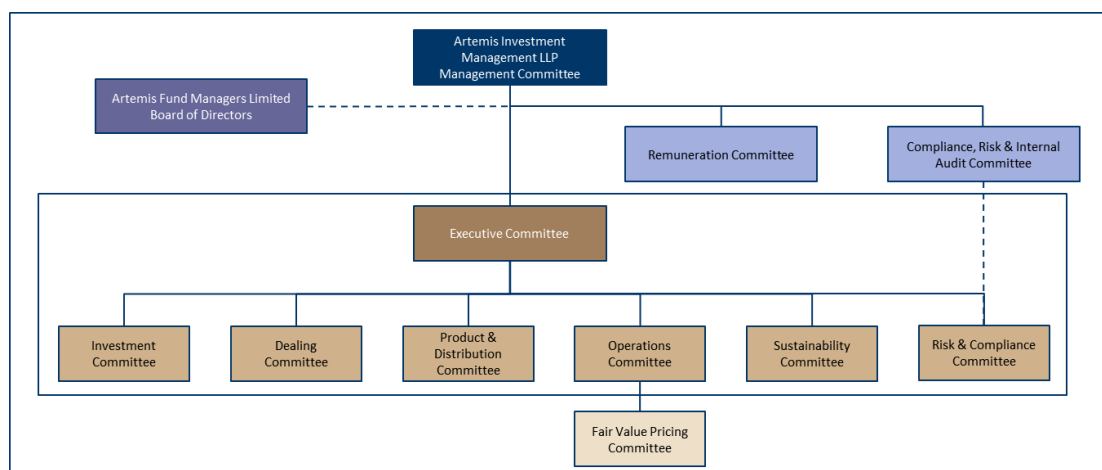 Artemis Investment
Management LLP
Management Committee
Artemis Fund Managers Limited
Board of Directors
Remuneration Committee
Compliance, Risk & Internal
Audit Committee
Executive Committee
Investment
Committee
Dealing
Committee
Product &
Distribution
Committee
Operations
Committee
Sustainability
Committee
Risk & Compliance
Committee
Fair Value Pricing
Committee